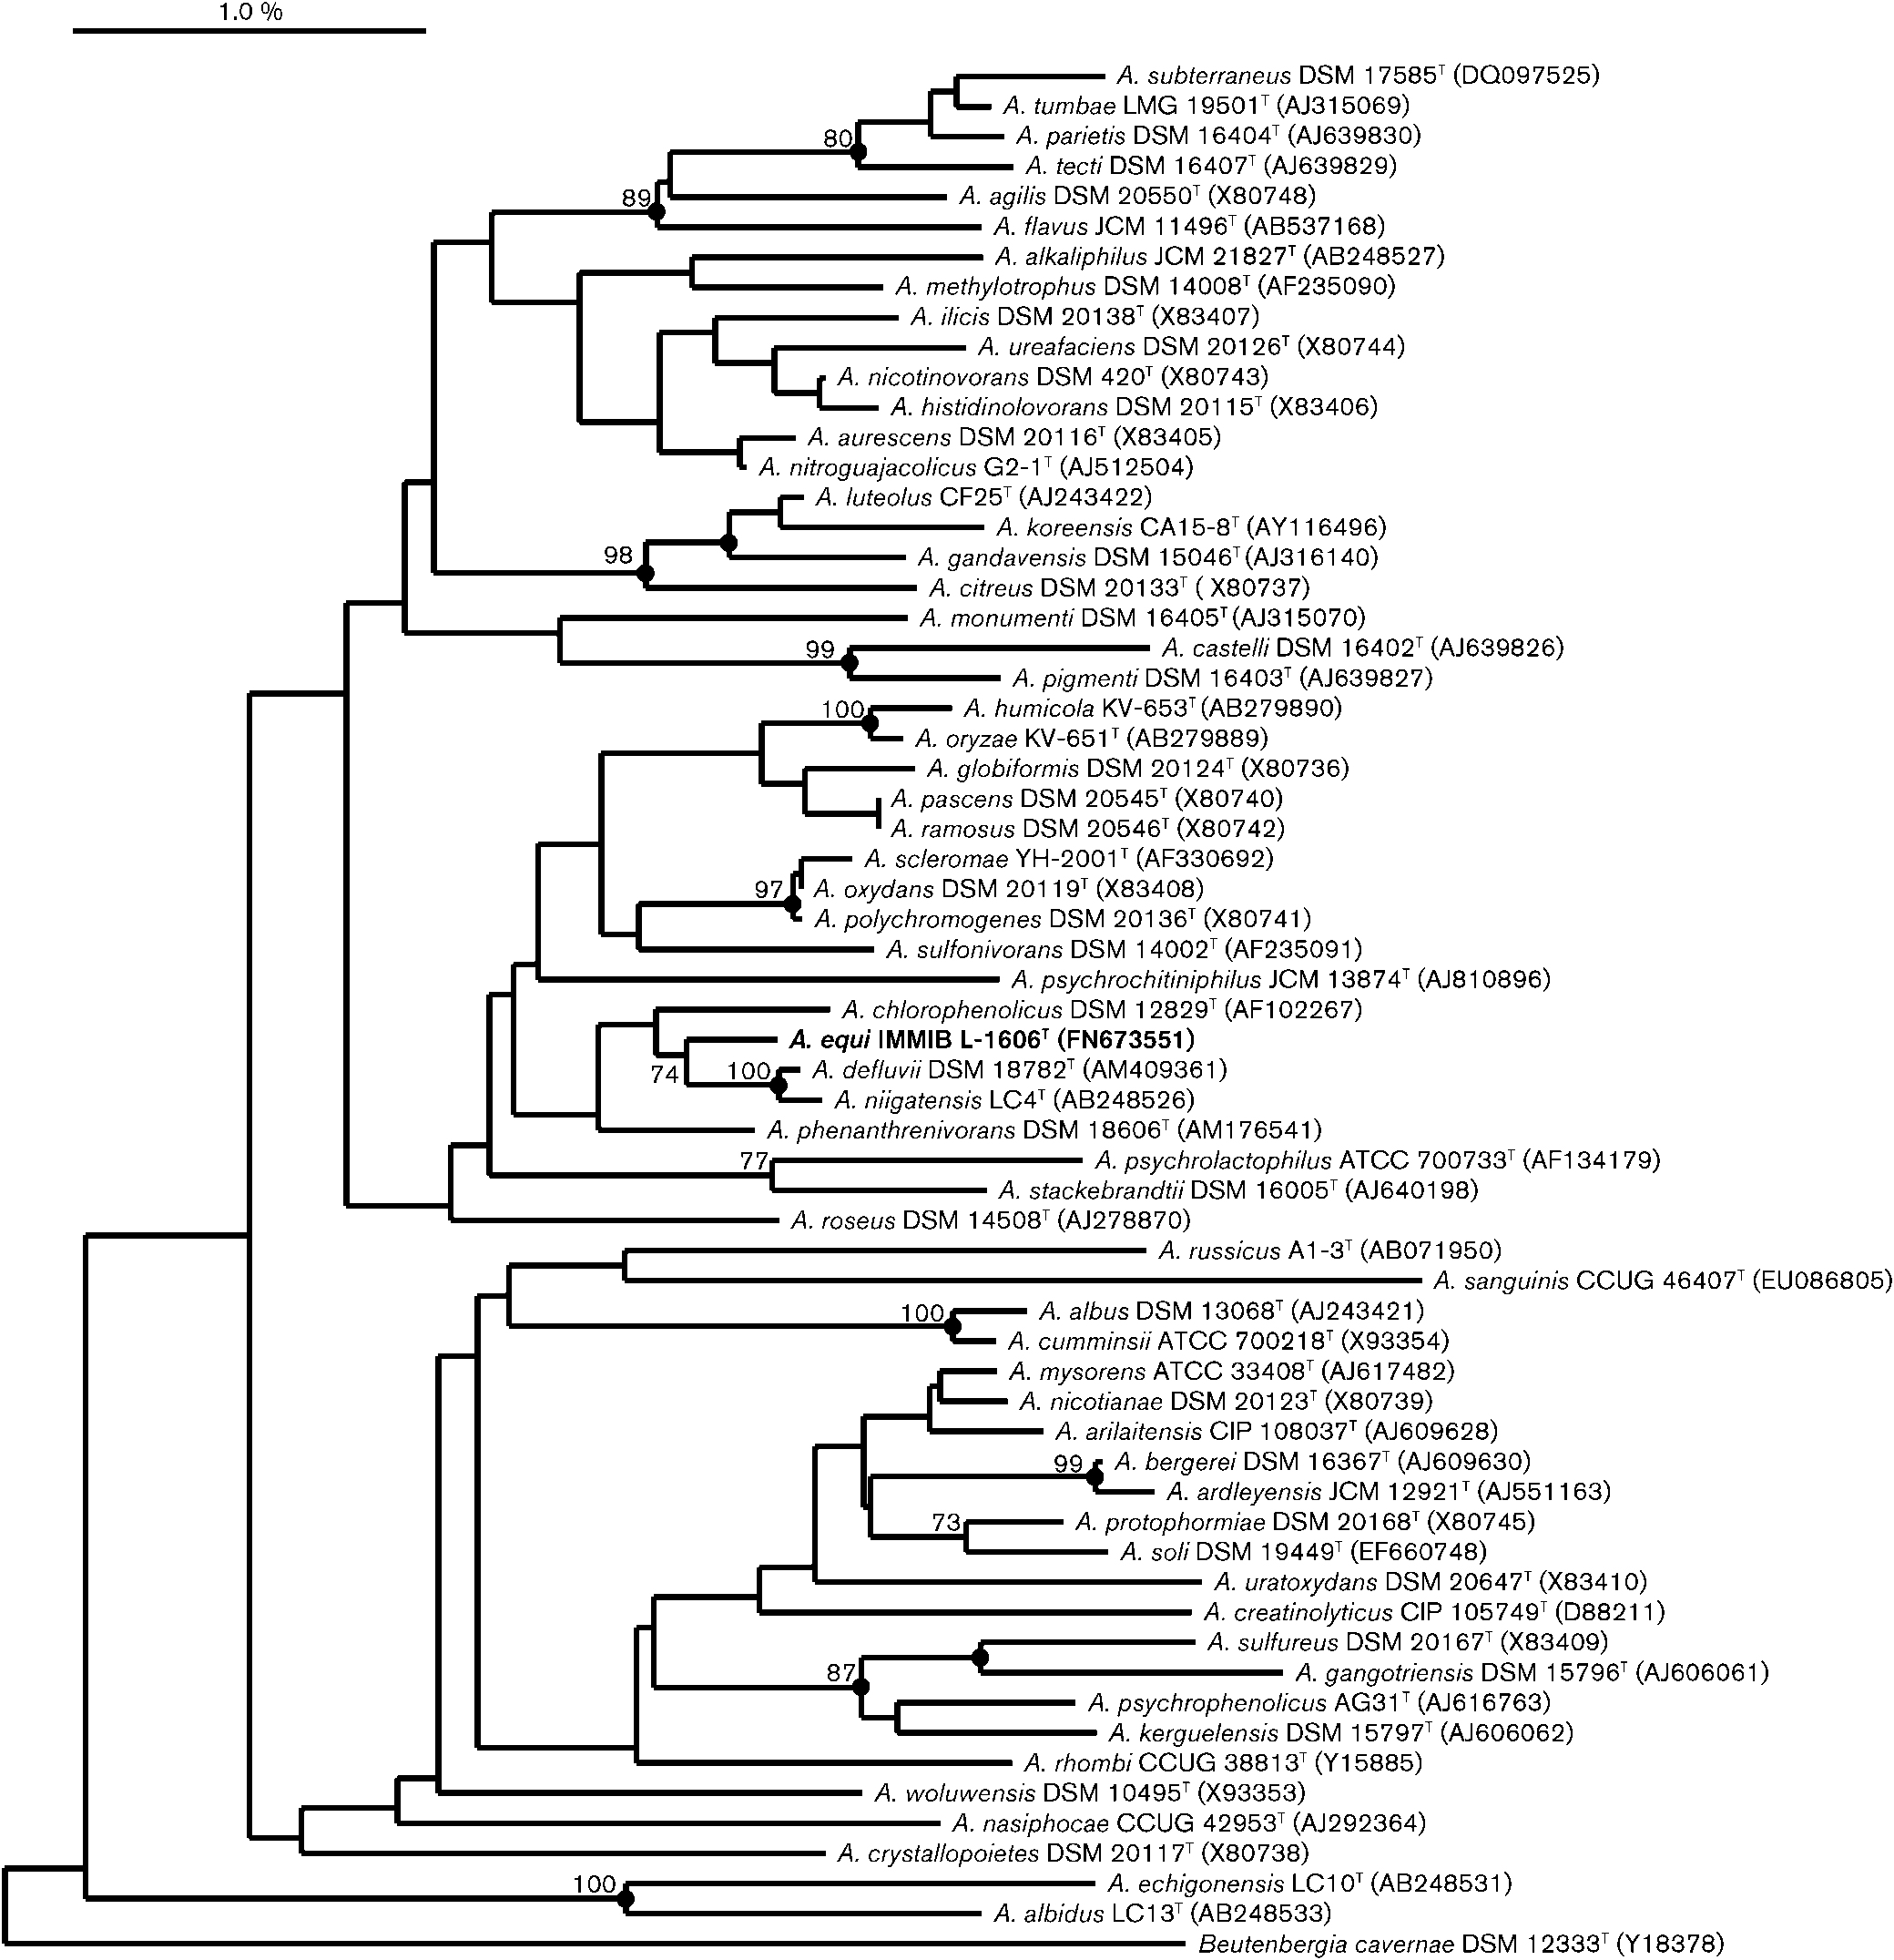 1.0 %
A. subterraneus DSM 17585ᵀ (DQ097525)
A. tumbae LMG 19501ᵀ (AJ315069)
A. parietis DSM 16404ᵀ (AJ639830)
80
A. tecti DSM 16407ᵀ (AJ639829)
A. agilis DSM 20550ᵀ (X80748)
89
A. flavus JCM 11496ᵀ (AB537168)
A. alkaliphilus JCM 21827ᵀ (AB248527)
A. methylotrophus DSM 14008ᵀ (AF235090)
A. ilicis DSM 20138ᵀ (X83407)
A. ureafaciens DSM 20126ᵀ (X80744)
A. nicotinovorans DSM 420ᵀ (X80743)
A. histidinolovorans DSM 20115ᵀ (X83406)
A. aurescens DSM 20116ᵀ (X83405)
A. nitroguajacolicus G2-1ᵀ (AJ512504)
A. luteolus CF25ᵀ (AJ243422)
A. koreensis CA15-8ᵀ (AY116496)
98
A. gandavensis DSM 15046ᵀ (AJ316140)
A. citreus DSM 20133ᵀ ( X80737)
A. monumenti DSM 16405ᵀ (AJ315070)
99
A. castelli DSM 16402ᵀ (AJ639826)
A. pigmenti DSM 16403ᵀ (AJ639827)
100
A. humicola KV-653ᵀ (AB279890)
A. oryzae KV-651ᵀ (AB279889)
A. globiformis DSM 20124ᵀ (X80736)
A. pascens DSM 20545ᵀ (X80740)
A. ramosus DSM 20546ᵀ (X80742)
A. scleromae YH-2001ᵀ (AF330692)
97
A. oxydans DSM 20119ᵀ (X83408)
A. polychromogenes DSM 20136ᵀ (X80741)
A. sulfonivorans DSM 14002ᵀ (AF235091)
A. psychrochitiniphilus JCM 13874ᵀ (AJ810896)
A. chlorophenolicus DSM 12829ᵀ (AF102267)
A. equi IMMIB L-1606ᵀ (FN673551)
74
100
A. defluvii DSM 18782ᵀ (AM409361)
A. niigatensis LC4ᵀ (AB248526)
A. phenanthrenivorans DSM 18606ᵀ (AM176541)
77
A. psychrolactophilus ATCC 700733ᵀ (AF134179)
A. stackebrandtii DSM 16005ᵀ (AJ640198)
A. roseus DSM 14508ᵀ (AJ278870)
A. russicus A1-3ᵀ (AB071950)
A. sanguinis CCUG 46407ᵀ (EU086805)
100
A. albus DSM 13068ᵀ (AJ243421)
A. cumminsii ATCC 700218ᵀ (X93354)
A. mysorens ATCC 33408ᵀ (AJ617482)
A. nicotianae DSM 20123ᵀ (X80739)
A. arilaitensis CIP 108037ᵀ (AJ609628)
99
A. bergerei DSM 16367ᵀ (AJ609630)
A. ardleyensis JCM 12921ᵀ (AJ551163)
73
A. protophormiae DSM 20168ᵀ (X80745)
A. soli DSM 19449ᵀ (EF660748)
A. uratoxydans DSM 20647ᵀ (X83410)
A. creatinolyticus CIP 105749ᵀ (D88211)
A. sulfureus DSM 20167ᵀ (X83409)
87
A. gangotriensis DSM 15796ᵀ (AJ606061)
A. psychrophenolicus AG31ᵀ (AJ616763)
A. kerguelensis DSM 15797ᵀ (AJ606062)
A. rhombi CCUG 38813ᵀ (Y15885)
A. woluwensis DSM 10495ᵀ (X93353)
A. nasiphocae CCUG 42953ᵀ (AJ292364)
A. crystallopoietes DSM 20117ᵀ (X80738)
100
A. echigonensis LC10ᵀ (AB248531)
A. albidus LC13ᵀ (AB248533)
Beutenbergia cavernae DSM 12333ᵀ (Y18378)